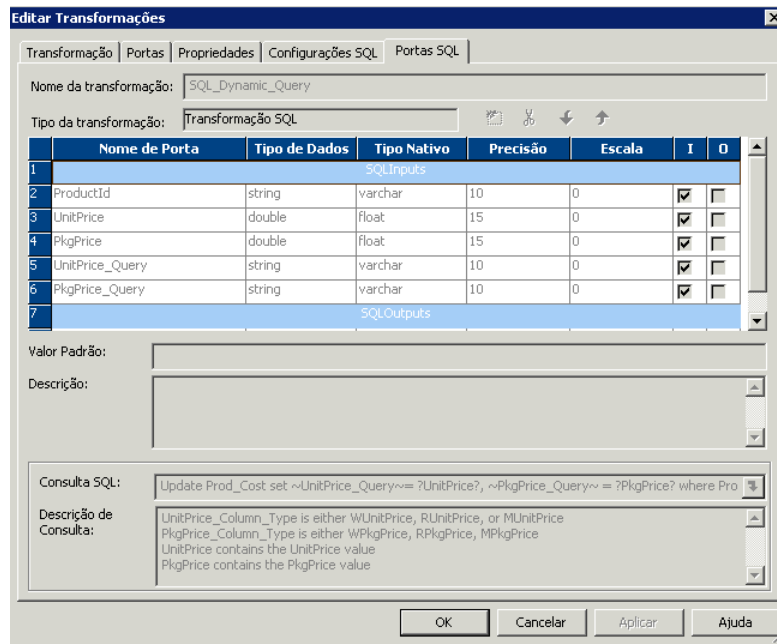 Editar Transformações
Transformação Portas Propriedades Configurações SQL Portas SQL
Nome da transformação: SQL_Dynamic_Query
Tipo da transformação: Transformação SQL
Nome de Porta Tipo de Dados Tipo Nativo Precisão Escala I O
1 SQLInputs
2 ProductId string varchar 10 0
3 UnitPrice double float 15 0
4 PkgPrice double float 15 0
5 UnitPrice_Query string varchar 10 0
6 PkgPrice_Query string varchar 10 0
7 SQLOutputs
Valor Padrão:
Descrição:
Consulta SQL: Update Prod_Cost set ~UnitPrice_Query~= ?UnitPrice?, ~PkgPrice_Query~ = ?PkgPrice? where Pro
Descrição de Consulta:
UnitPrice_Column_Type is either WUnitPrice, RUnitPrice, or MUnitPrice
PkgPrice_Column_Type is either WPkgPrice, RPkgPrice, MPkgPrice
UnitPrice contains the UnitPrice value
PkgPrice contains the PkgPrice value
OK Cancelar Aplicar Ajuda